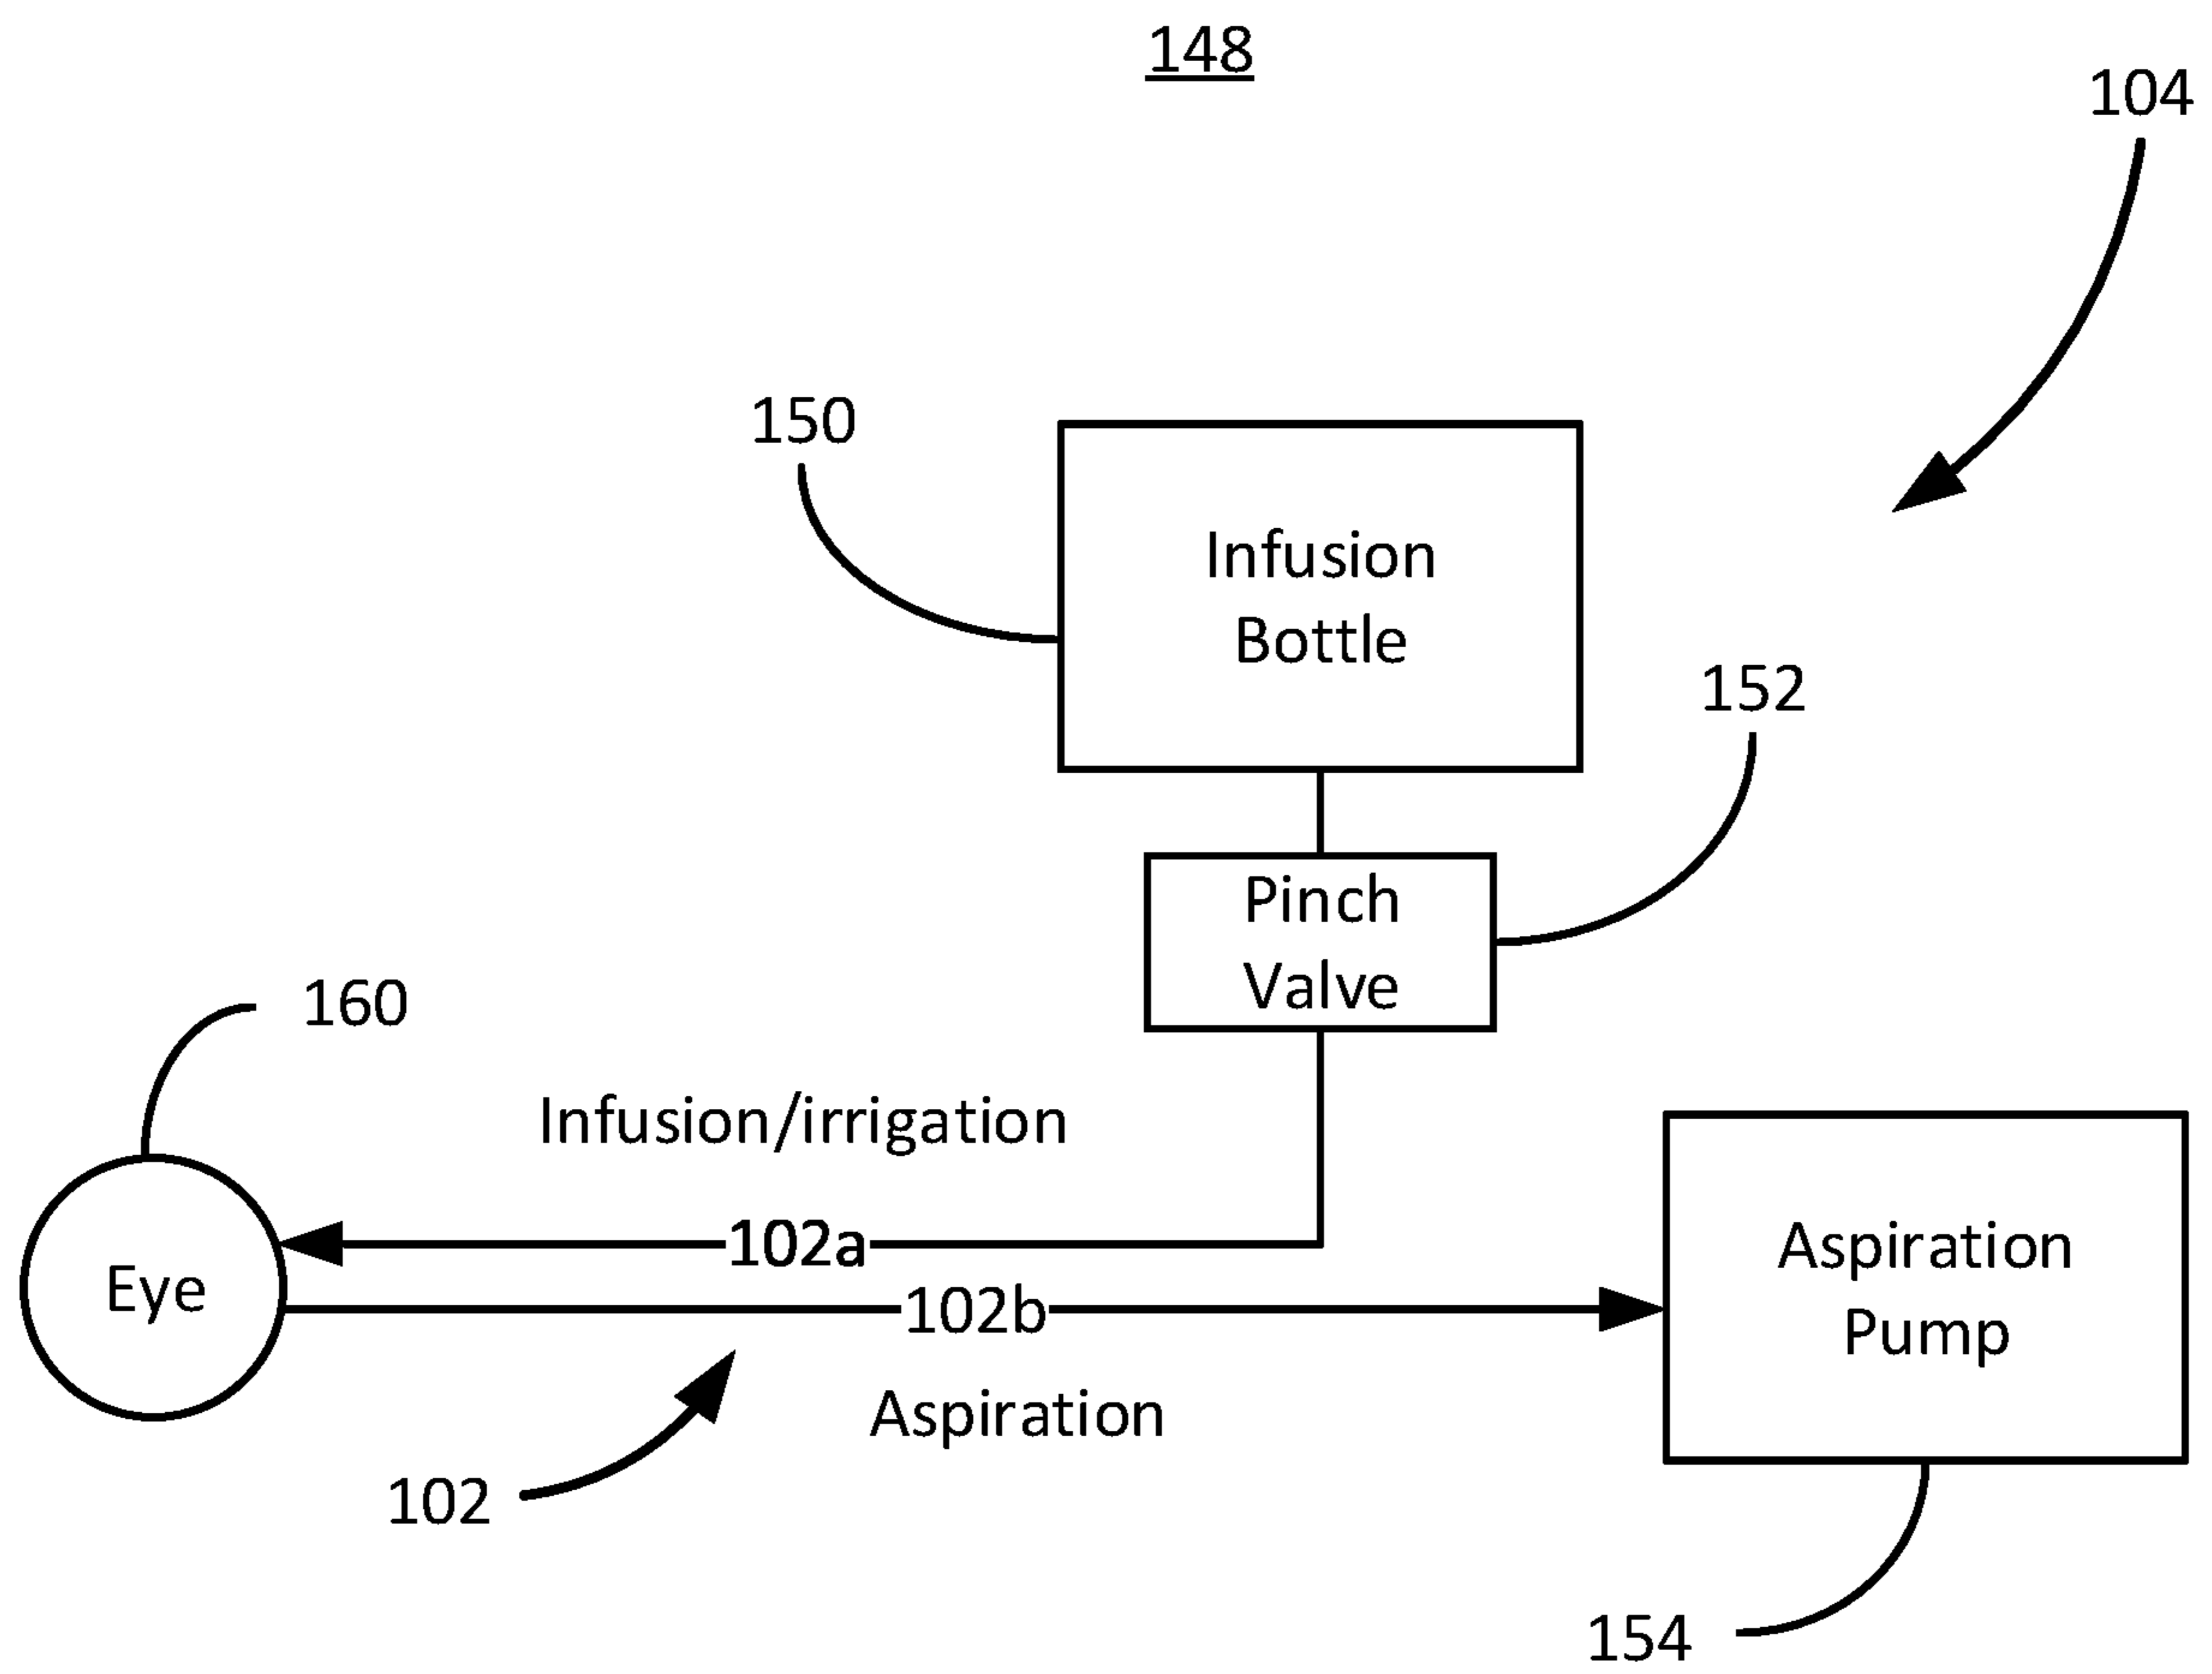 148
104
150
Infusion
Bottle
152
Pinch
Valve
160
Infusion/irrigation
102a
Eye
102b
Aspiration
Pump
Aspiration
102
154